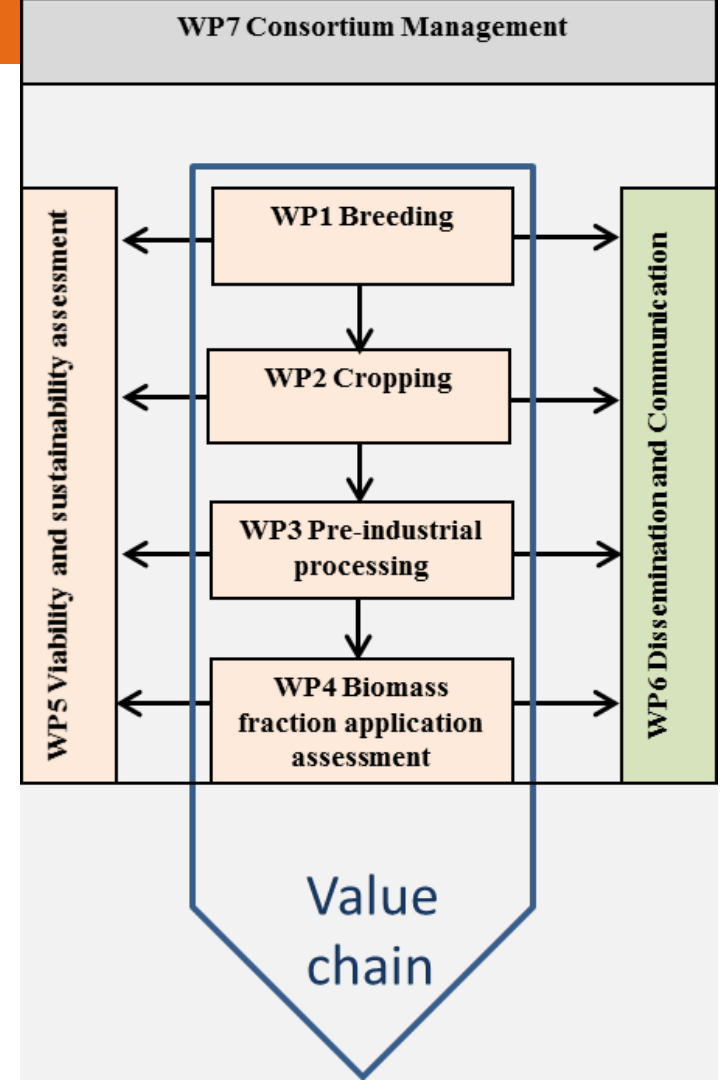 WP7 Consortium Management
WP5 Viability and sustainability assessment
WP1 Breeding
WP2 Cropping
WP3 Pre-industrial
processing
WP4 Biomass
fraction application
assessment
WP6 Dissemination and Communication
Value
chain